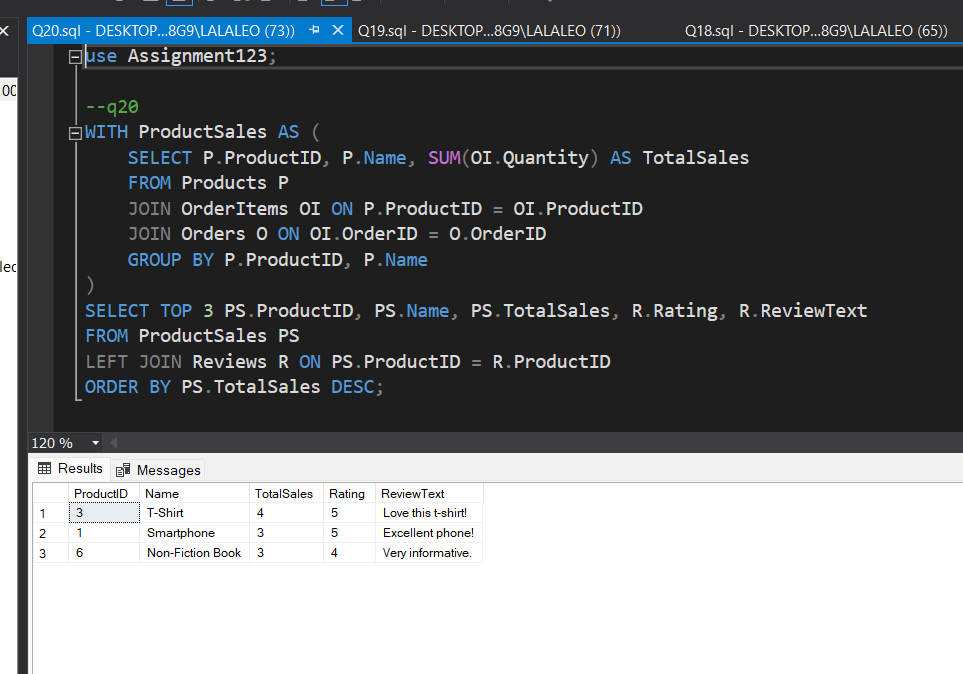 Q20.sql - DESKTOP...8G9\LALALEO (73)) Q19.sql - DESKTOP...8G9\LALALEO (71)) Q18.sql - DESKTOP...8G9\LALALEO (65))
use Assignment123;
00
--q20
WITH ProductSales AS (
SELECT P.ProductID, P.Name, SUM(OI.Quantity) AS TotalSales
FROM Products P
JOIN OrderItems OI ON P.ProductID = OI.ProductID
JOIN Orders O ON OI.OrderID = O.OrderID
GROUP BY P.ProductID, P.Name
)
SELECT TOP 3 PS.ProductID, PS.Name, PS.TotalSales, R.Rating, R.ReviewText
FROM ProductSales PS
LEFT JOIN Reviews R ON PS.ProductID = R.ProductID
ORDER BY PS.TotalSales DESC;
120 %
Results Messages
ProductID Name TotalSales Rating ReviewText
1 3 T-Shirt 4 5 Love this t-shirt!
2 1 Smartphone 3 5 Excellent phone!
3 6 Non-Fiction Book 3 4 Very informative.